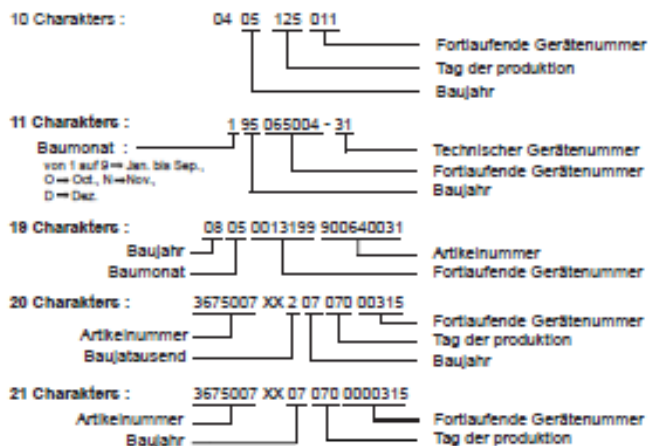 10 Charakters : 04 05 125 011
Fortlaufende Gerätenummer
Tag der produktion
Baujahr
11 Charakters : 1 95 065004 - 31
Baumonat :
von 1 auf 9⇒ Jan. bis Sep.,
O⇒ Oct., N⇒Nov.,
D⇒ Dez.
Technischer Gerätenummer
Fortlaufende Gerätenummer
Baujahr
19 Charakters : 08 05 0013199 900640031
Baujahr
Baumonat
Artikelnummer
Fortlaufende Gerätenummer
20 Charakters : 3675007 XX 2 07 070 00315
Artikelnummer
Baujatausend
Fortlaufende Gerätenummer
Tag der produktion
Baujahr
21 Charakters : 3675007 XX 07 070 0000315
Artikelnummer
Baujahr
Fortlaufende Gerätenummer
Tag der produktion